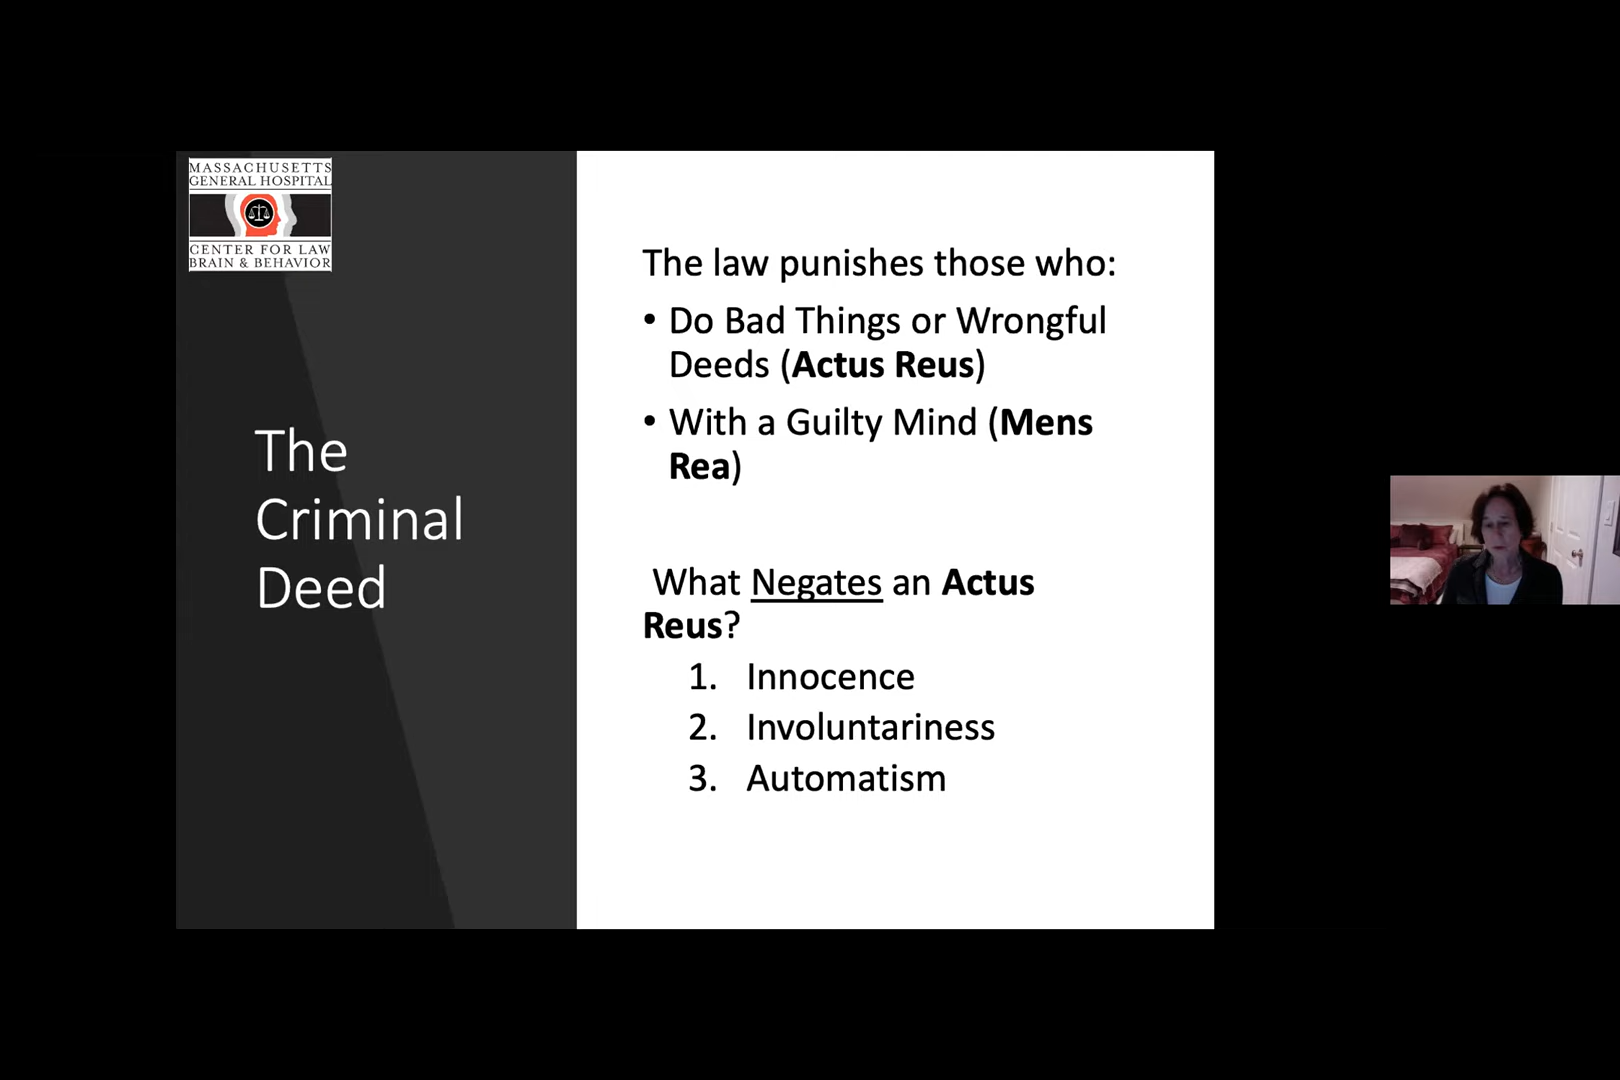 MASSACHUSETTS
GENERAL HOSPITAL
CENTER FOR LAW
BRAIN & BEHAVIOR
The
Criminal
Deed
The law punishes those who:
• Do Bad Things or Wrongful
Deeds (Actus Reus)
• With a Guilty Mind (Mens
Rea)
What Negates an Actus
Reus?
1. Innocence
2. Involuntariness
3. Automatism